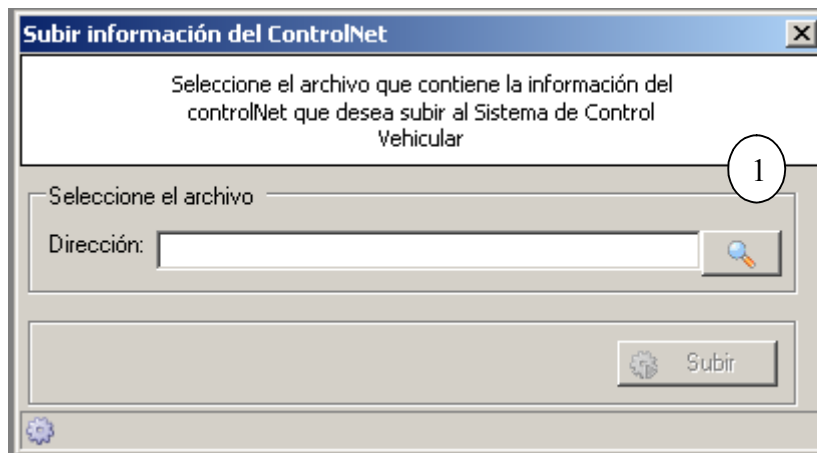 Subir información del ControlNet
Seleccione el archivo que contiene la información del
controlNet que desea subir al Sistema de Control
Vehicular
1
Seleccione el archivo
Dirección:
Subir